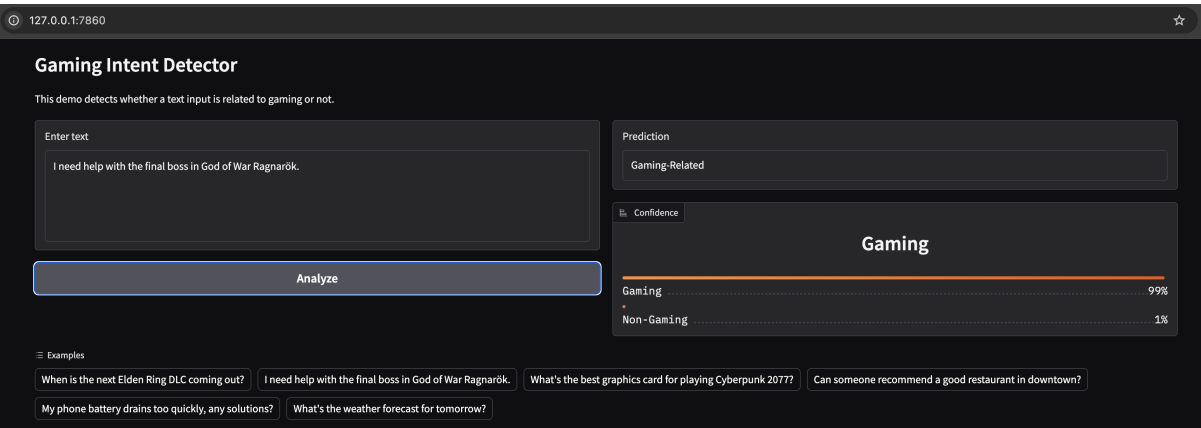 127.0.0.1:7860
Gaming Intent Detector
This demo detects whether a text input is related to gaming or not.
Enter text
I need help with the final boss in God of War Ragnarök.
Analyze
Prediction
Gaming-Related
Confidence
Gaming
Gaming 99%
Non-Gaming 1%
Examples
When is the next Elden Ring DLC coming out? I need help with the final boss in God of War Ragnarök. What's the best graphics card for playing Cyberpunk 2077? Can someone recommend a good restaurant in downtown?
My phone battery drains too quickly, any solutions? What's the weather forecast for tomorrow?